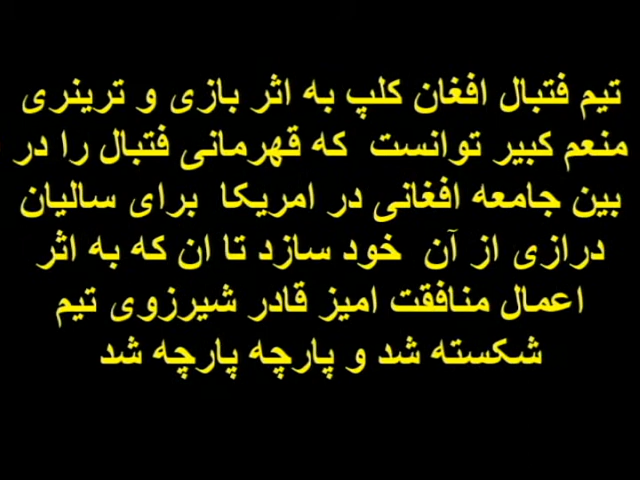 تیم فتبال افغان کلپ به اثر بازی و ترینری
منعم کبیر توانست که قهرمانی فتبال را در
بین جامعه افغانی در امریکا برای سالیان
درازی از آن خود سازد تا ان که به اثر
اعمال منافقت امیز قادر شیرزوی تیم
شکسته شد و پارچه پارچه شد